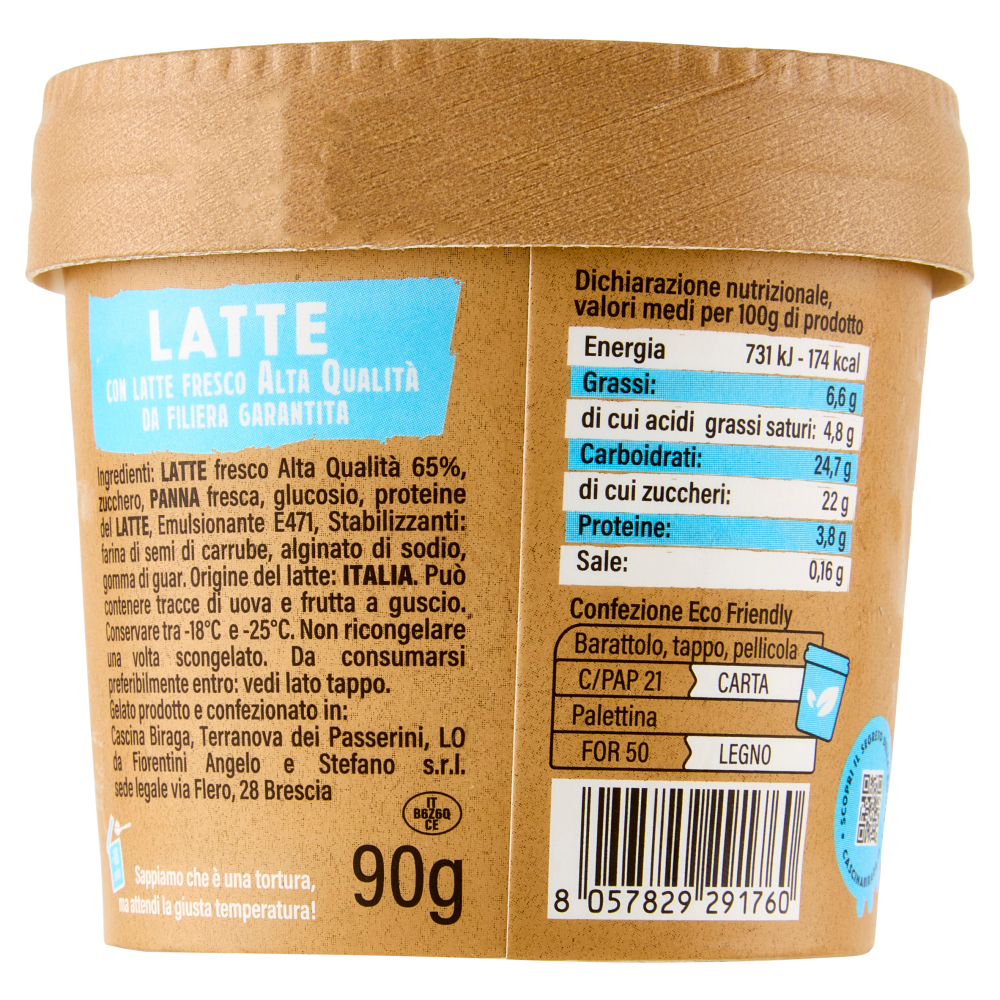 LATTE
CON LATTE FRESCO ALTA QUALITÀ
DA FILIERA GARANTITA
Ingredienti: LATTE fresco Alta Qualità 65%,
zucchero, PANNA fresca, glucosio, proteine
del LATTE, Emulsionante E471, Stabilizzanti:
farina di semi di carrube, alginato di sodio,
gomma di guar. Origine del latte: ITALIA. Può
contenere tracce di uova e frutta a guscio.
Conservare tra -18°C e -25°C. Non ricongelare
una volta scongelato. Da consumarsi
preferibilmente entro: vedi lato tappo.
Gelato prodotto e confezionato in:
Cascina Biraga, Terranova dei Passerini, LO
da Fiorentini Angelo e Stefano s.r.l.
sede legale via Flero, 28 Brescia
IT
B6Z6Q
CE
Sappiamo che è una tortura,
ma attendi la giusta temperatura!
90g
Dichiarazione nutrizionale,
valori medi per 100g di prodotto
Energia 731 kJ - 174 kcal
Grassi: 6,6 g
di cui acidi grassi saturi: 4,8 g
Carboidrati: 24,7 g
di cui zuccheri: 22 g
Proteine: 3,8 g
Sale: 0,16 g
Confezione Eco Friendly
Barattolo, tappo, pellicola
C/PAP 21 CARTA
Palettina
FOR 50 LEGNO
8 057829 291760
SCOPRI IL SEGRETO